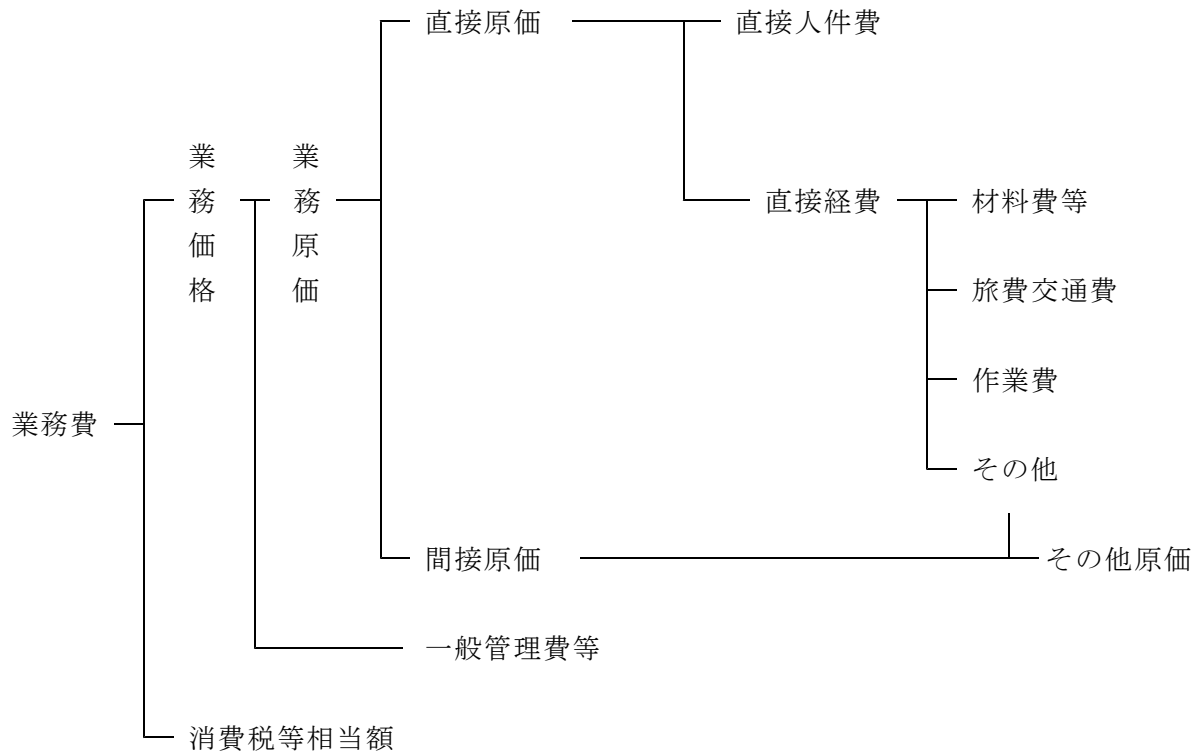 直接原価
直接人件費
業務価格
業務原価
直接経費
材料費等
旅費交通費
作業費
業務費
その他
間接原価
その他原価
一般管理費等
消費税等相当額